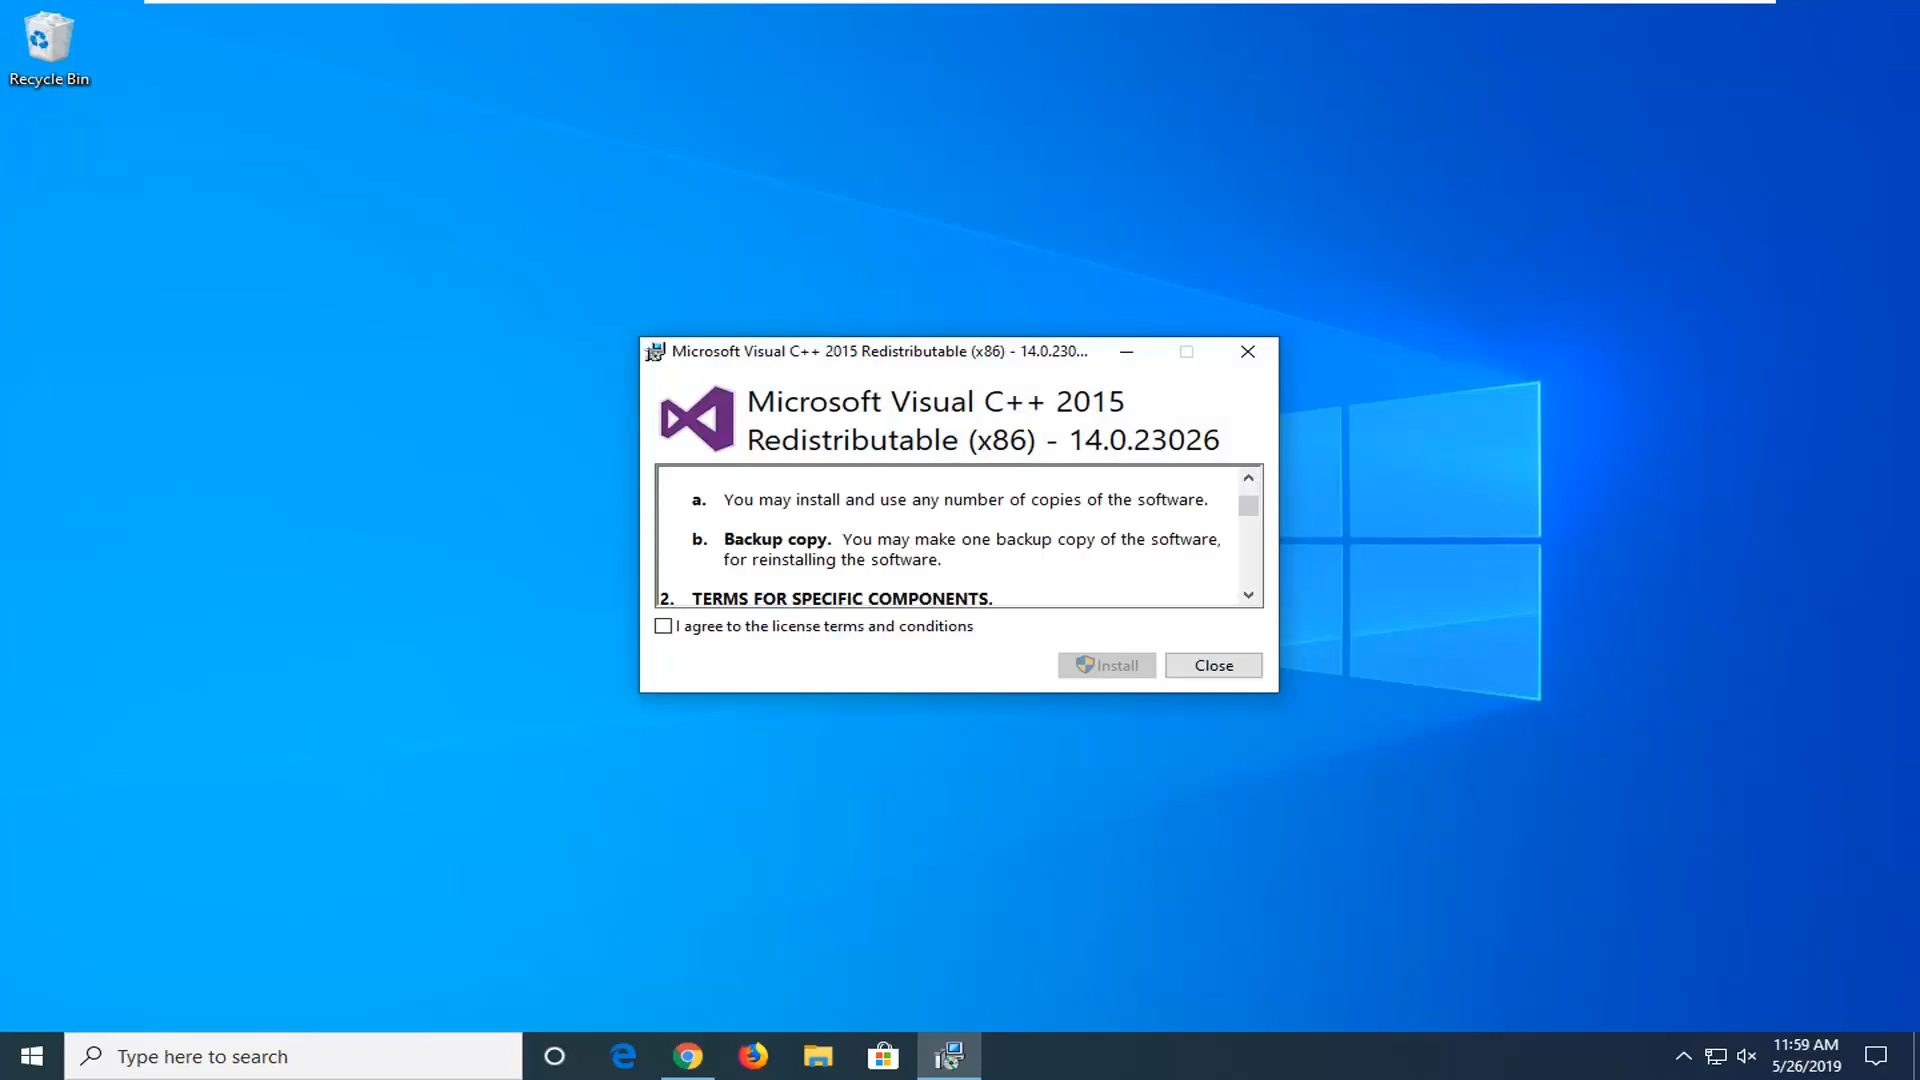 Recycle Bin
Microsoft Visual C++ 2015 Redistributable (x86) - 14.0.230...
Microsoft Visual C++ 2015
Redistributable (x86) - 14.0.23026
a. You may install and use any number of copies of the software.
b. Backup copy. You may make one backup copy of the software,
for reinstalling the software.
2. TERMS FOR SPECIFIC COMPONENTS.
I agree to the license terms and conditions
Install
Close
Type here to search
11:59 AM
5/26/2019